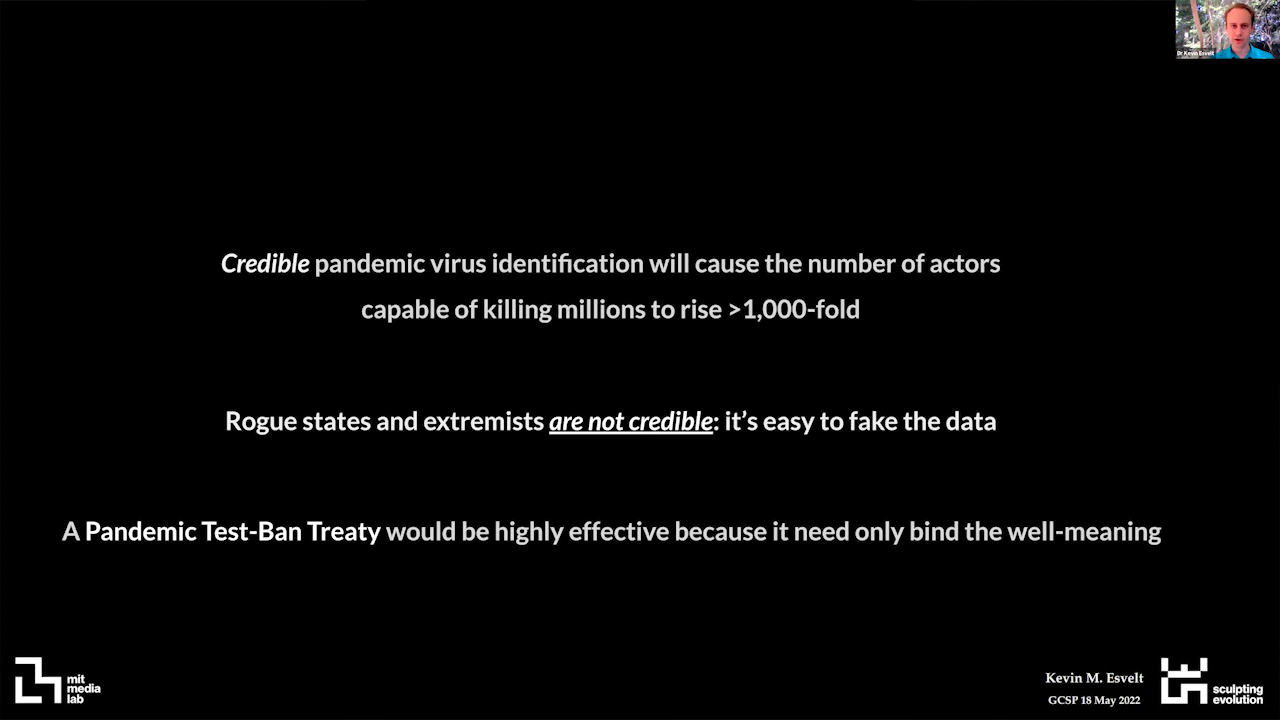 Dr Kevin Esvelt
Credible pandemic virus identification will cause the number of actors
capable of killing millions to rise >1,000-fold
Rogue states and extremists are not credible: it’s easy to fake the data
A Pandemic Test-Ban Treaty would be highly effective because it need only bind the well-meaning
mit
media
lab
Kevin M. Esvelt
GCSP 18 May 2022
sculpting
evolution